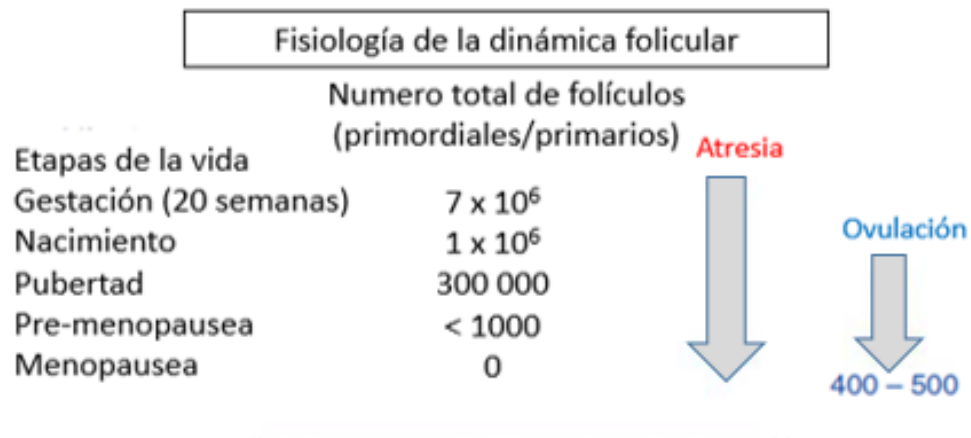 Fisiología de la dinámica folicular
Numero total de folículos
(primordiales/primarios)
Atresia
Etapas de la vida
Gestación (20 semanas) 7 x 10⁶
Nacimiento 1 x 10⁶
Ovulación
Pubertad 300 000
Pre-menopausea < 1000
Menopausea 0
400 – 500